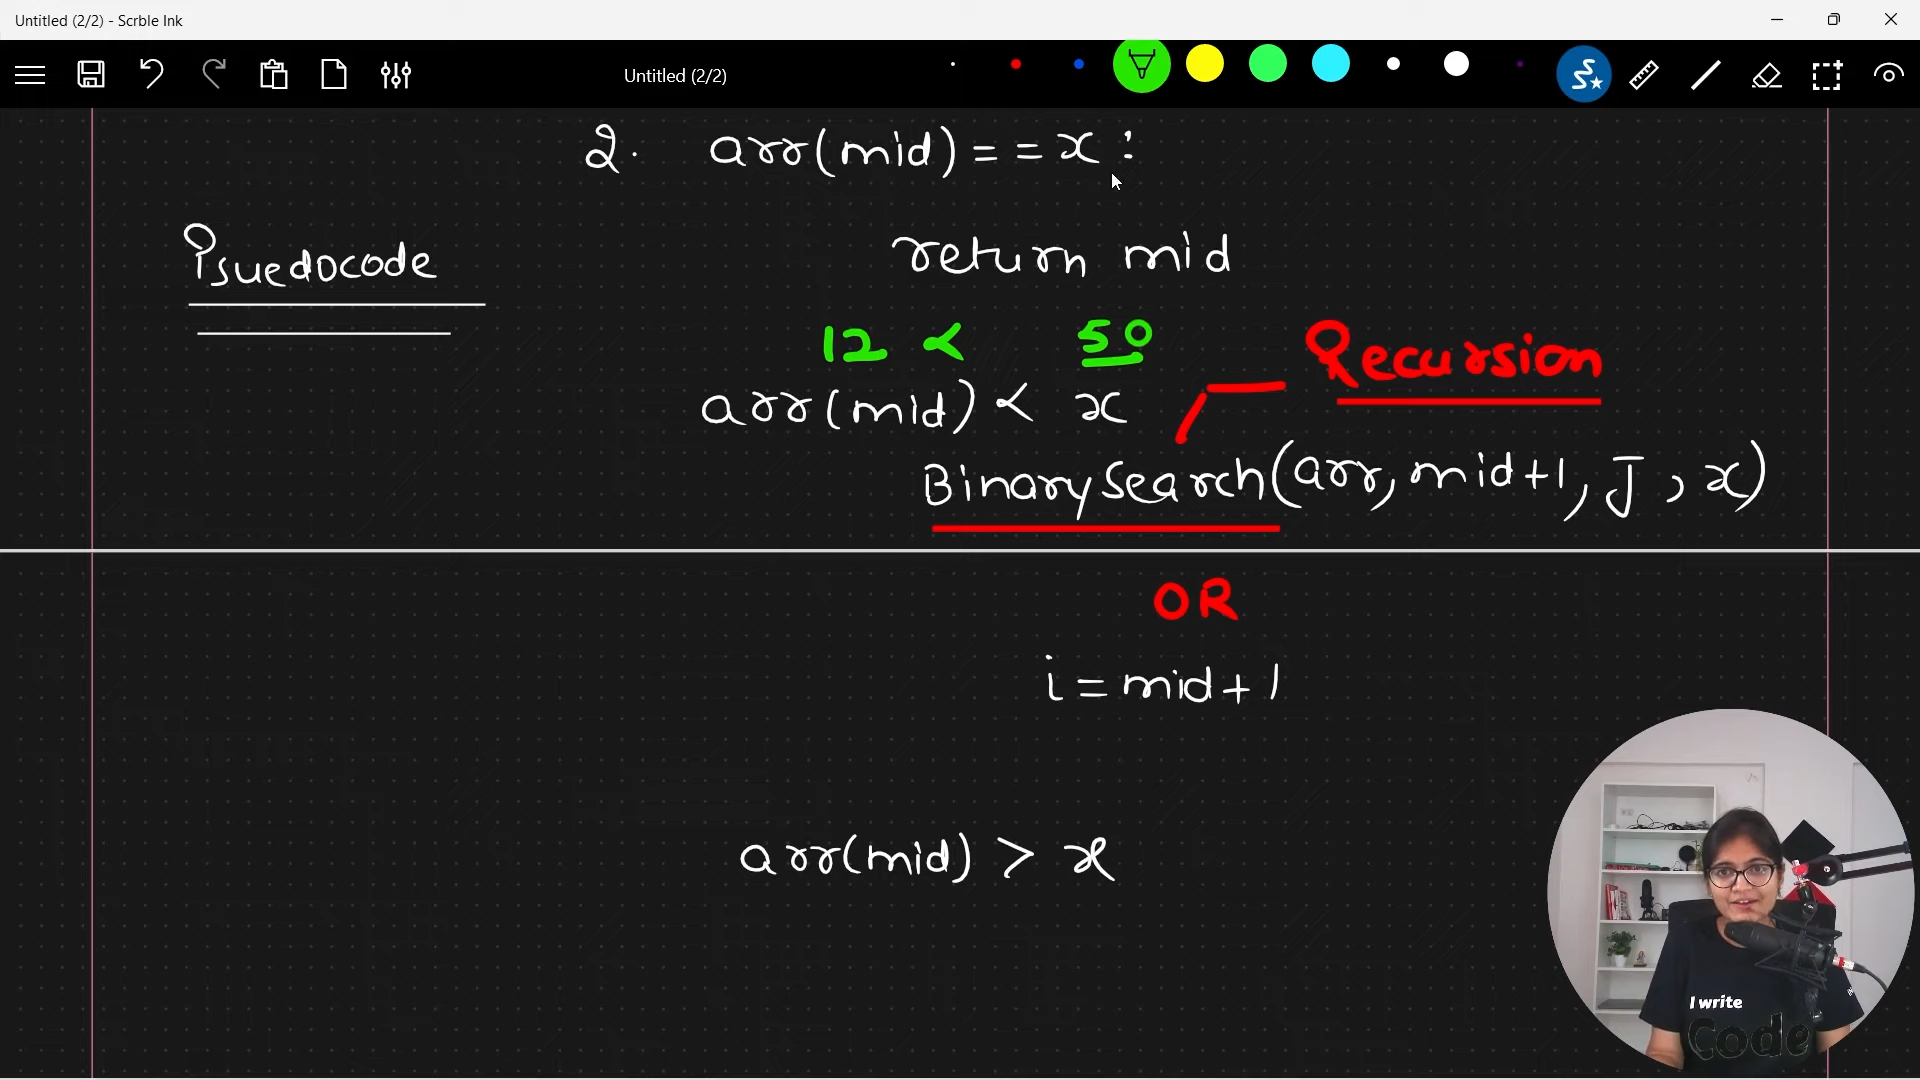 Untitled (2/2) - Scrble Ink
Untitled (2/2)
2. arr(mid) == x:
Psuedocode
return mid
12 < 50
Recursion
arr(mid) < x
BinarySearch(arr, mid+1, J, x)
OR
i = mid + 1
arr(mid) > x
I write
Code